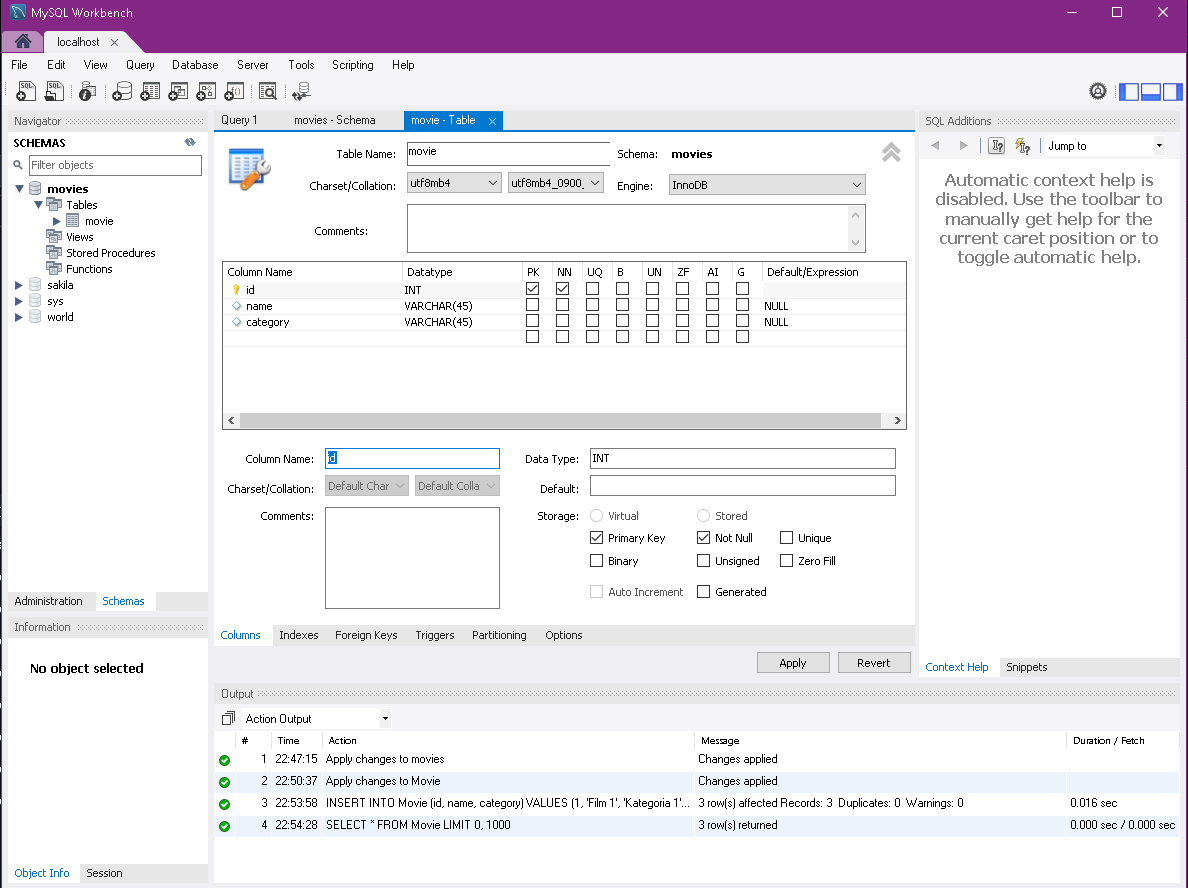 MySQL Workbench
localhost
File Edit View Query Database Server Tools Scripting Help
Navigator
SCHEMAS
Filter objects
movies
Tables
movie
Views
Stored Procedures
Functions
sakila
sys
world
Administration Schemas
Information
No object selected
Object Info Session
Query 1 movies - Schema movie - Table
Table Name: movie Schema: movies
Charset/Collation: utf8mb4 utf8mb4_0900_ Engine: InnoDB
Comments:
Column Name Datatype PK NN UQ B UN ZF AI G Default/Expression
id INT
name VARCHAR(45) NULL
category VARCHAR(45) NULL
Column Name: id Data Type: INT
Charset/Collation: Default Char Default Colla Default:
Comments: Storage: Virtual Stored
Primary Key Not Null Unique
Binary Unsigned Zero Fill
Auto Increment Generated
Columns Indexes Foreign Keys Triggers Partitioning Options
Apply Revert
SQL Additions
Jump to
Automatic context help is
disabled. Use the toolbar to
manually get help for the
current caret position or to
toggle automatic help.
Context Help Snippets
Output
Action Output
# Time Action Message Duration / Fetch
1 22:47:15 Apply changes to movies Changes applied
2 22:50:37 Apply changes to Movie Changes applied
3 22:53:58 INSERT INTO Movie (id, name, category) VALUES (1, 'Film 1', 'Kategoria 1'... 3 row(s) affected Records: 3 Duplicates: 0 Warnings: 0 0.016 sec
4 22:54:28 SELECT * FROM Movie LIMIT 0, 1000 3 row(s) returned 0.000 sec / 0.000 sec